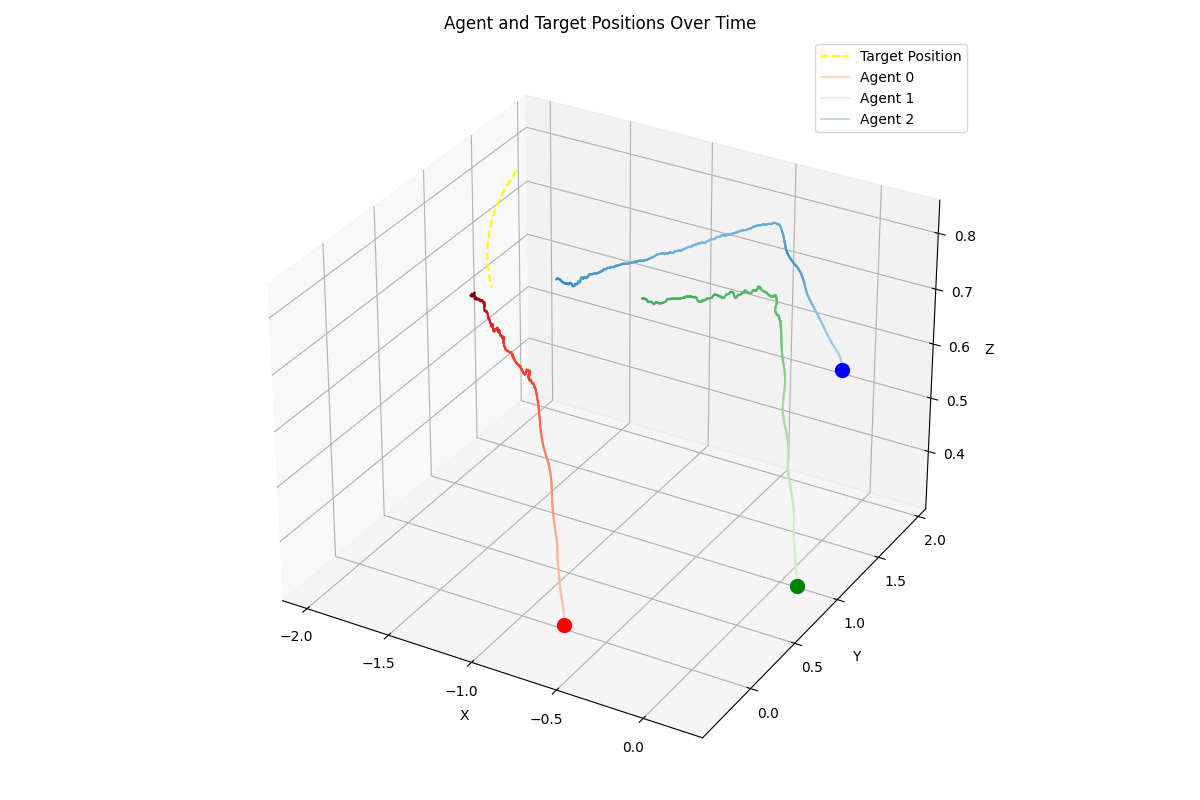 Agent and Target Positions Over Time
Target Position
Agent 0
Agent 1
Agent 2
0.8
0.7
Z
0.6
0.5
0.4
2.0
1.5
1.0
Y
0.5
0.0
−2.0
−1.5
−1.0
X
−0.5
0.0